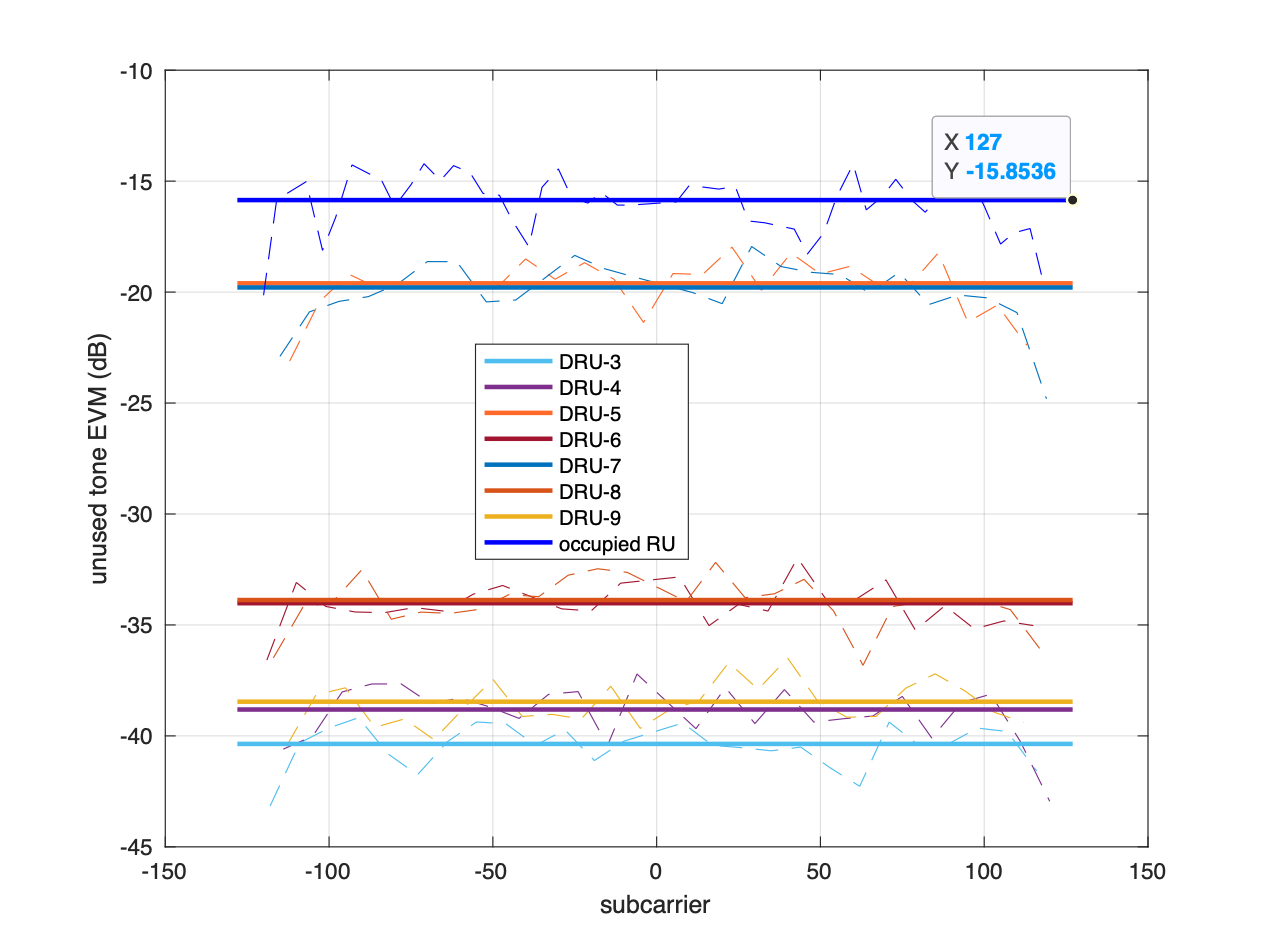 -10
X 127
Y -15.8536
-15
-20
-25
-30
-35
-40
-45
unused tone EVM (dB)
DRU-3
DRU-4
DRU-5
DRU-6
DRU-7
DRU-8
DRU-9
occupied RU
-150 -100 -50 0 50 100 150
subcarrier